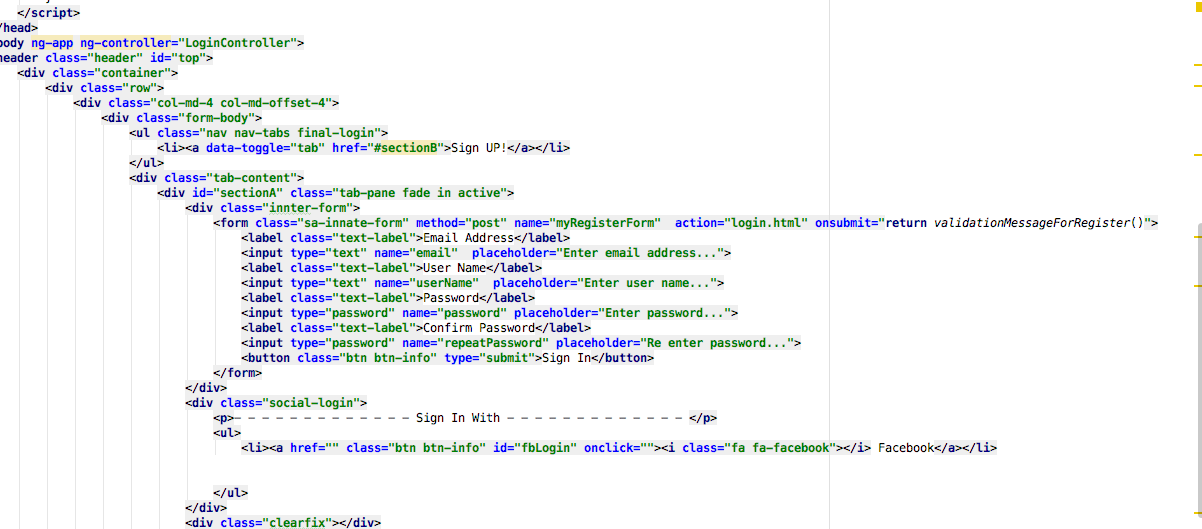 </script>
/head>
body ng-app ng-controller="LoginController">
header class="header" id="top">
<div class="container">
<div class="row">
<div class="col-md-4 col-md-offset-4">
<div class="form-body">
<ul class="nav nav-tabs final-login">
<li><a data-toggle="tab" href="#sectionB">Sign UP!</a></li>
</ul>
<div class="tab-content">
<div id="sectionA" class="tab-pane fade in active">
<div class="innter-form">
<form class="sa-innate-form" method="post" name="myRegisterForm"  action="login.html" onsubmit="return validationMessageForRegister()">
<label class="text-label">Email Address</label>
<input type="text" name="email"  placeholder="Enter email address...">
<label class="text-label">User Name</label>
<input type="text" name="userName"  placeholder="Enter user name...">
<label class="text-label">Password</label>
<input type="password" name="password" placeholder="Enter password...">
<label class="text-label">Confirm Password</label>
<input type="password" name="repeatPassword" placeholder="Re enter password...">
<button class="btn btn-info" type="submit">Sign In</button>
</form>
</div>
<div class="social-login">
<p>- - - - - - - - - - - - - Sign In With - - - - - - - - - - - - - </p>
<ul>
<li><a href="" class="btn btn-info" id="fbLogin" onclick=""><i class="fa fa-facebook"></i> Facebook</a></li>
</ul>
</div>
<div class="clearfix"></div>